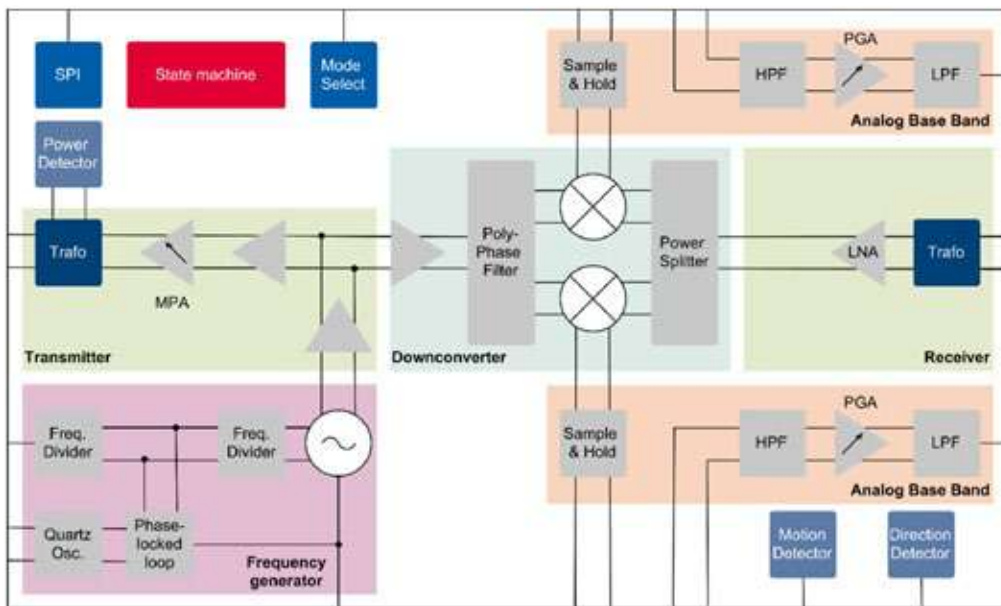 SPI
State machine
Mode
Select
Sample
& Hold
HPF
PGA
LPF
Analog Base Band
Power
Detector
Trafo
MPA
Transmitter
Poly-
Phase
Filter
Power
Splitter
Downconverter
LNA
Trafo
Receiver
Freq.
Divider
Freq.
Divider
Quartz
Osc.
Phase-
locked
loop
Frequency
generator
Sample
& Hold
HPF
PGA
LPF
Analog Base Band
Motion
Detector
Direction
Detector